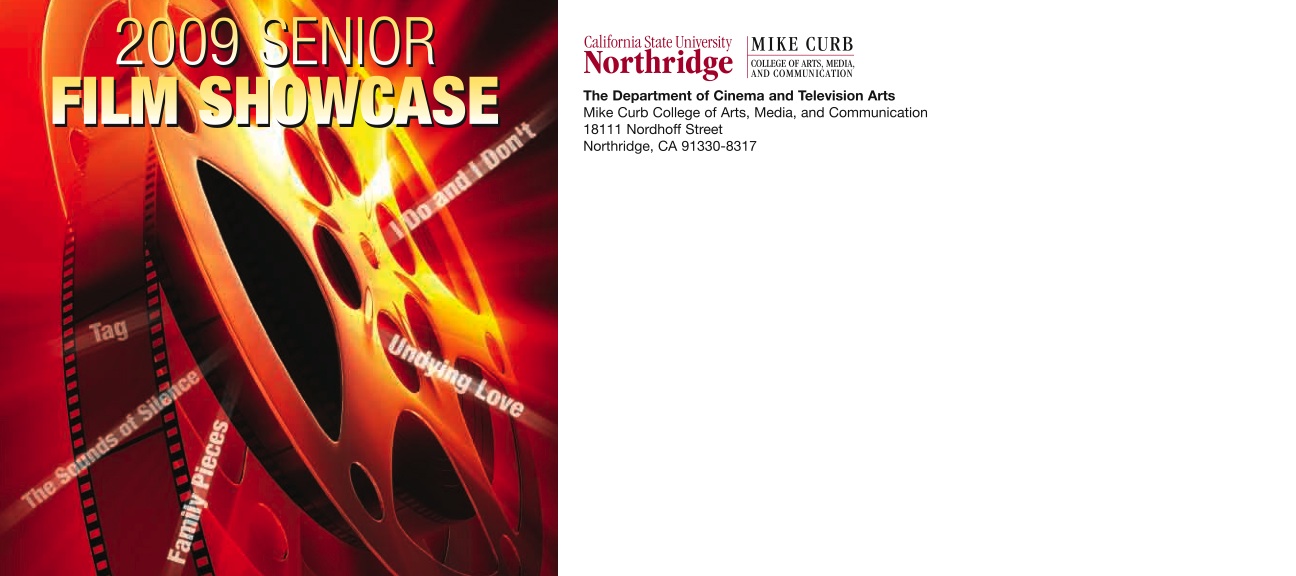 2009 SENIOR
FILM SHOWCASE
I Do and I Don't
Tag
Undying Love
The Sounds of Silence
Family Pieces
California State University
Northridge
MIKE CURB
COLLEGE OF ARTS, MEDIA,
AND COMMUNICATION
The Department of Cinema and Television Arts
Mike Curb College of Arts, Media, and Communication
18111 Nordhoff Street
Northridge, CA 91330-8317